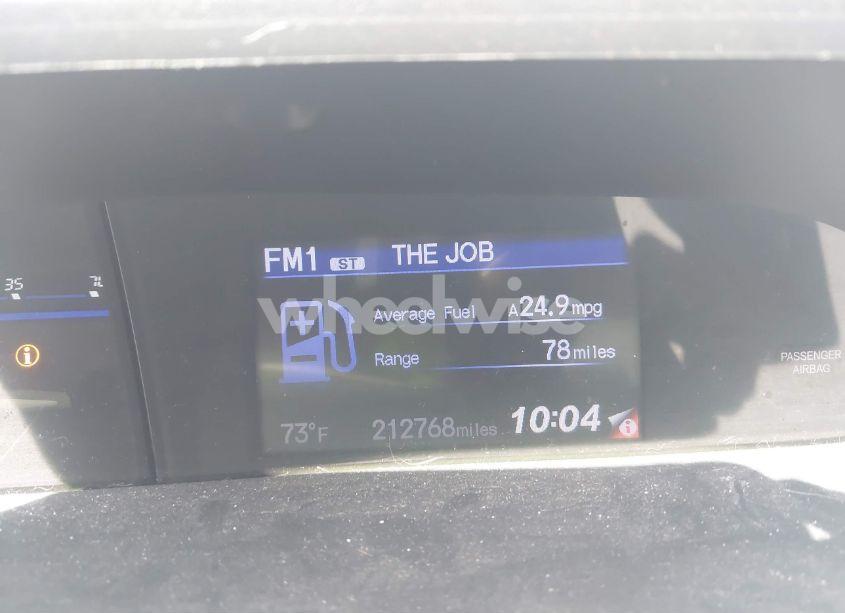 FM1 ST THE JOB
35
Average Fuel A24.9mpg
Range 78miles
PASSENGER
AIRBAG
73°F 212768miles 10:04
wheelwise